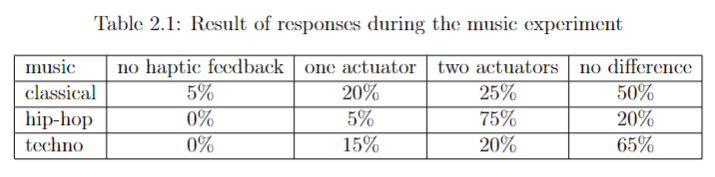 Table 2.1: Result of responses during the music experiment
music no haptic feedback one actuator two actuators no difference
classical 5% 20% 25% 50%
hip-hop 0% 5% 75% 20%
techno 0% 15% 20% 65%